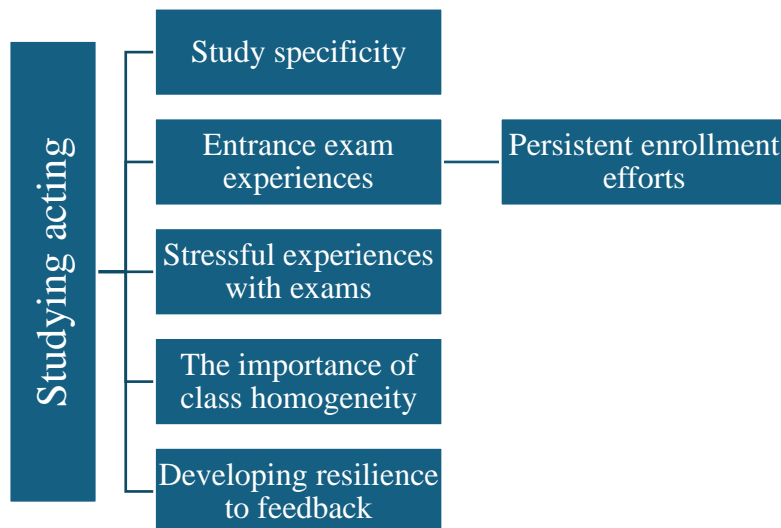 Studying acting
Study specificity
Entrance exam
experiences
Persistent enrollment
efforts
Stressful experiences
with exams
The importance of
class homogeneity
Developing resilience
to feedback